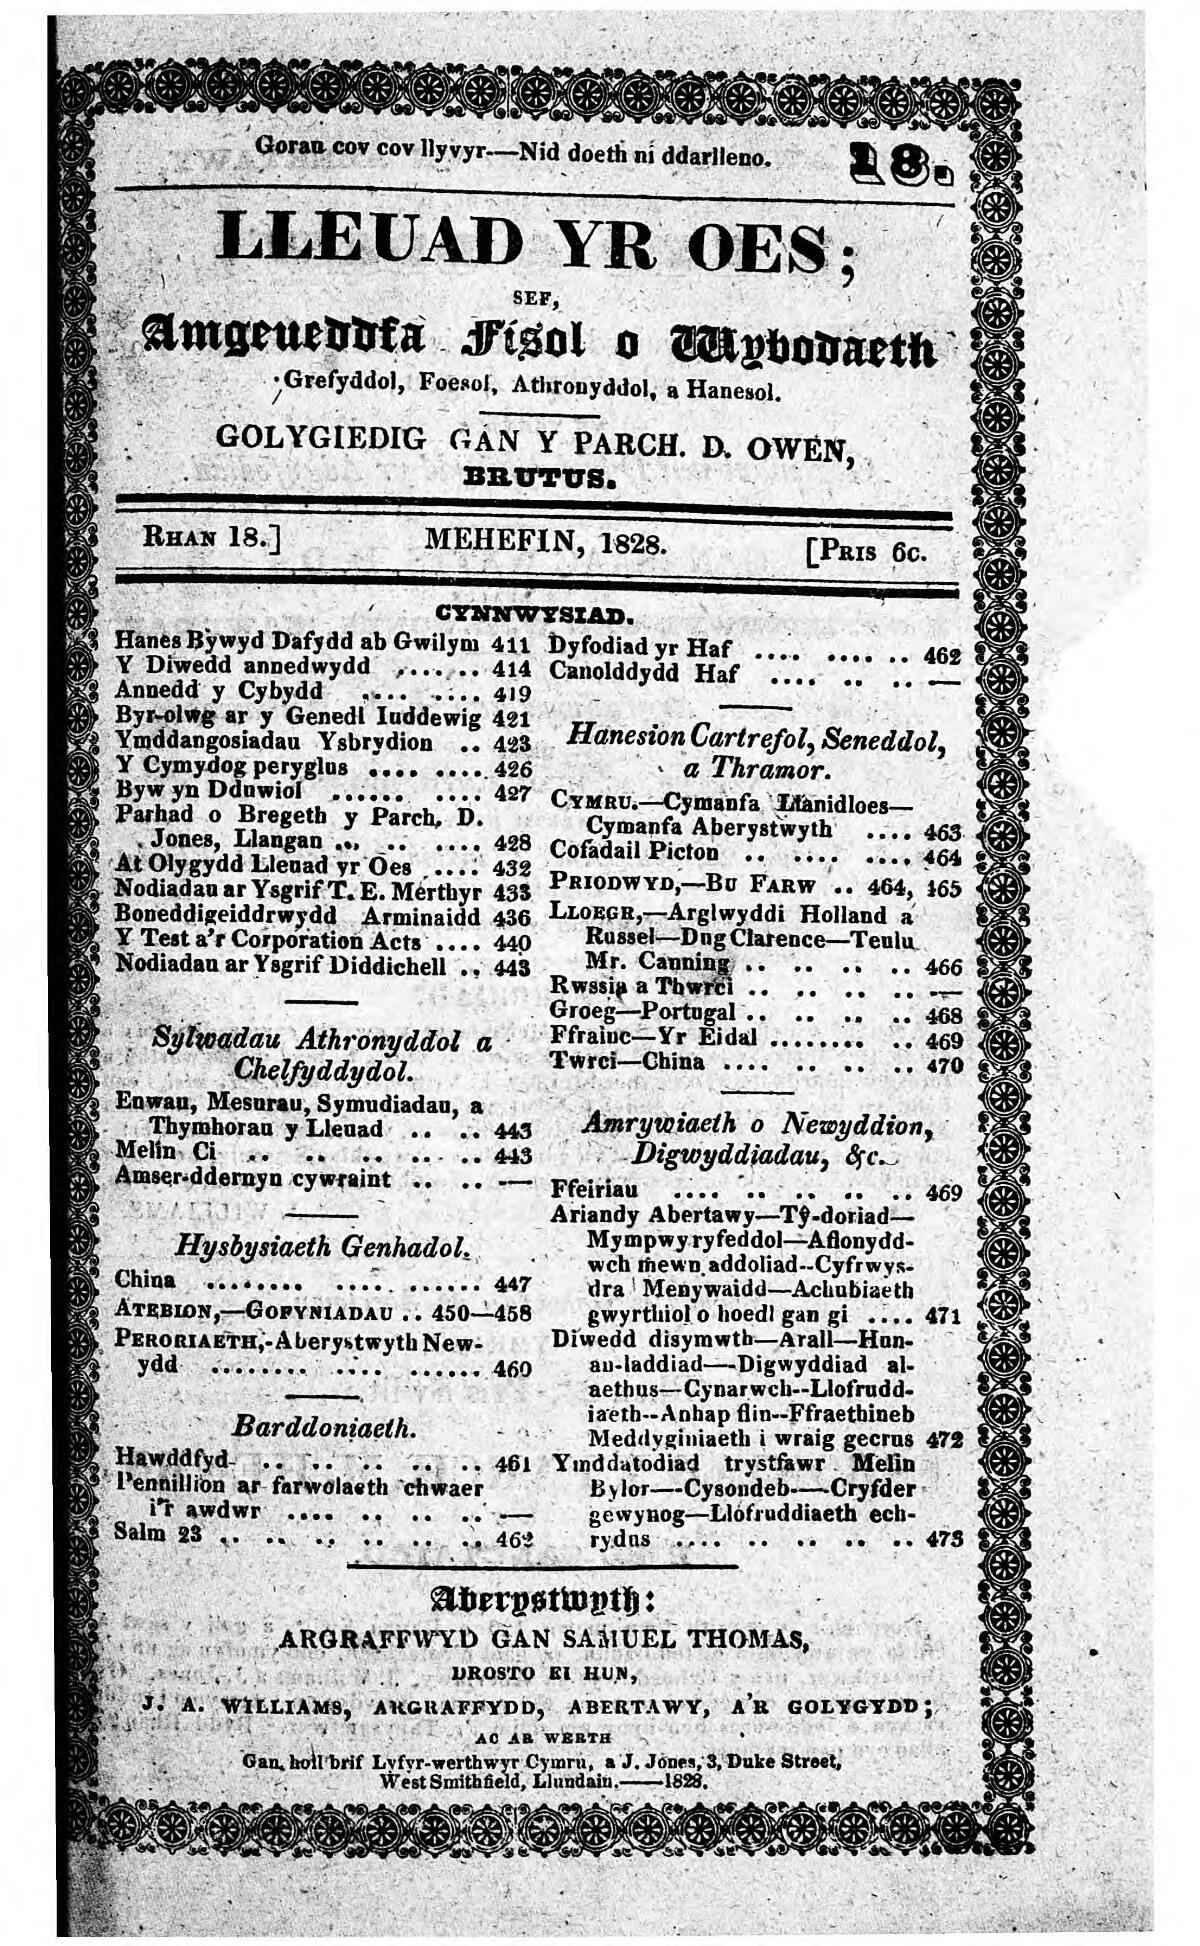 Goran cov cov llyvyr—Nid doeth ni ddarlleno. 18.
LLEUAD YR OES;
SEF,
Amgeueddfa Fisol o Wybodaeth
Grefyddol, Foesol, Athronyddol, a Hanesol.
GOLYGIEDIG GAN Y PARCH. D. OWEN,
BRUTUS.
RHAN 18.] MEHEFIN, 1828. [PRIS 6c.
CYNNWYSIAD.
Hanes Bywyd Dafydd ab Gwilym 411
Y Diwedd annedwydd ........ 414
Annedd y Cybydd .... .... 419
Byr-olwg ar y Genedl Iuddewig 421
Ymddangosiadau Ysbrydion .. 423
Y Cymydog peryglus .... .... 426
Byw yn Dduwiol ...... .... 427
Parhad o Bregeth y Parch. D.
Jones, Llangan ... .. .... 428
At Olygydd Lleuad yr Oes .... 432
Nodiadau ar Ysgrif T. E. Merthyr 433
Boneddigeiddrwydd Arminaidd 436
Y Test a'r Corporation Acts .... 440
Nodiadau ar Ysgrif Diddichell .. 443
Sylwadau Athronyddol a
Chelfyddydol.
Enwau, Mesurau, Symudiadau, a
Thymhorau y Lleuad .. .. 443
Melin Ci .. .. .. .. .. 443
Amser-ddernyn cywraint .. .. —
Hysbysiaeth Genhadol.
China ........ .... ...... 447
ATEBION,—GOFYNIADAU .. 450—458
PERORIAETH,-Aberystwyth New-
ydd ........ .... ...... 460
Barddoniaeth.
Hawddfyd .. .. .. .. .. 461
Pennillion ar farwolaeth chwaer
i'r awdwr .... .. .. .. —
Salm 23 .. .. .. .. .. .. 462
Dyfodiad yr Haf .... .... .. 462
Canolddydd Haf .... .. .. —
Hanesion Cartrefol, Seneddol,
a Thramor.
CYMRU.—Cymanfa Llanidloes—
Cymanfa Aberystwyth .... 463
Cofadail Picton .. .... .... 464
PRIODWYD,—BU FARW .. 464, 465
LLOEGR,—Arglwyddi Holland a
Russel—Dug Clarence—Teulu
Mr. Canning .. .. .. .. 466
Rwssia a Thwrci .. .. .. .. —
Groeg—Portugal .. .. .. .. 468
Ffrainc—Yr Eidal ........ .. 469
Twrci—China .... .. .. .. 470
Amrywiaeth o Newyddion,
Digwyddiadau, &c.
Ffeiriau .... .. .. .. .. 469
Ariandy Abertawy—Tŷ-doriad—
Mympwy ryfeddol—Aflonydd-
wch mewn addoliad--Cyfrwys-
dra Menywaidd—Achubiaeth
gwyrthiol o hoedl gan gi .... 471
Diwedd disymwth—Arall—Hun-
an-laddiad—Digwyddiad al-
aethus—Cynarwch--Llofrudd-
iaeth--Anhap flin--Ffraethineb
Meddyginiaeth i wraig gecrus 472
Ymddatodiad trystfawr Melin
Bylor—Cysondeb—Cryfder
gewynog—Llofruddiaeth ech-
rydus .... .. .. .. .. 473
Aberystwyth:
ARGRAFFWYD GAN SAMUEL THOMAS,
DROSTO EI HUN,
J. A. WILLIAMS, ARGRAFFYDD, ABERTAWY, A'R GOLYGYDD;
AC AR WERTH
Gan holl brif Lyfyr-werthwyr Cymru, a J. Jones, 3, Duke Street,
West Smithfield, Llundain.—1828.